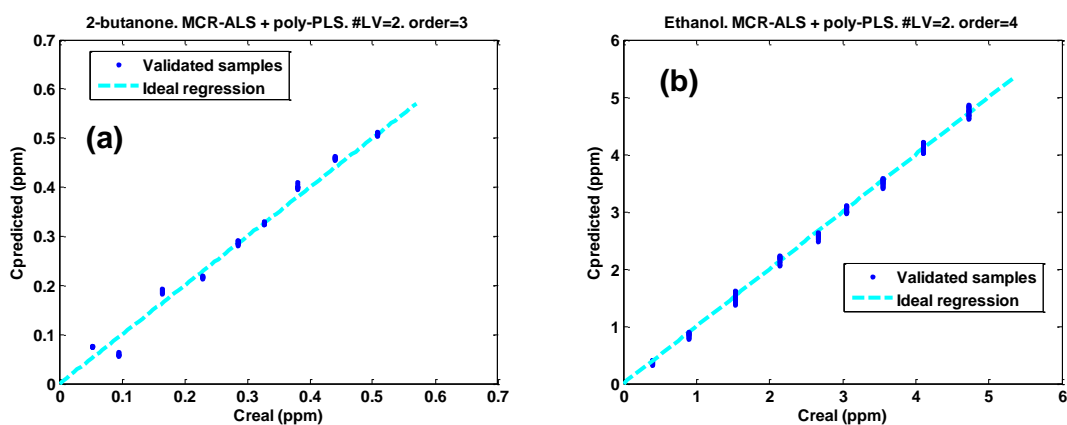 2-butanone. MCR-ALS + poly-PLS. #LV=2. order=3
0.7
0.6
0.5
0.4
0.3
0.2
0.1
0
Cpredicted (ppm)
Validated samples
Ideal regression
(a)
0 0.1 0.2 0.3 0.4 0.5 0.6 0.7
Creal (ppm)
Ethanol. MCR-ALS + poly-PLS. #LV=2. order=4
6
5
4
3
2
1
0
Cpredicted (ppm)
(b)
Validated samples
Ideal regression
0 1 2 3 4 5 6
Creal (ppm)